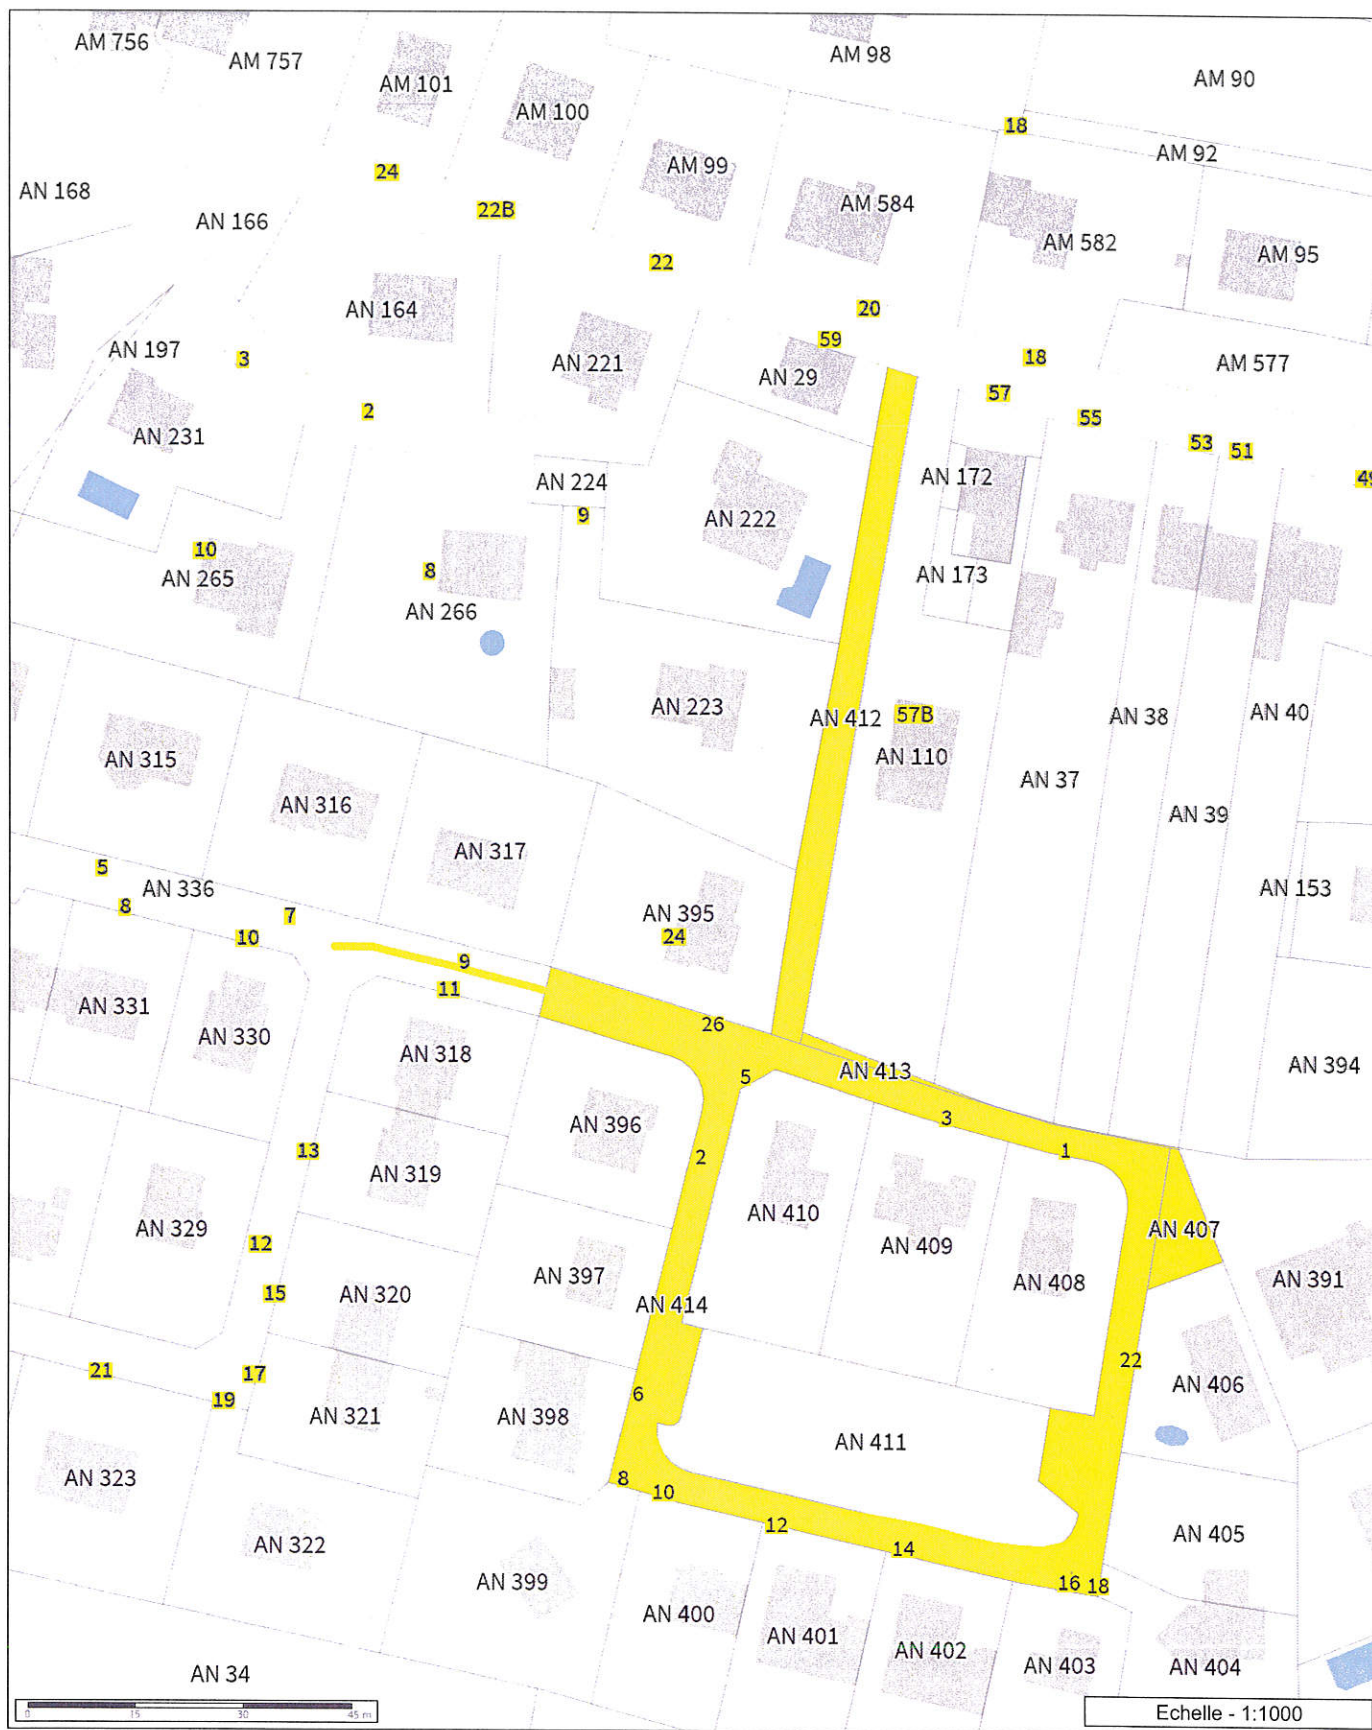 AM 756
AM 757
AM 101
AM 100
AM 98
AM 90
18
AM 92
AM 99
24
AN 168
AN 166
22B
AM 584
AM 582
AM 95
22
AN 164
20
59
AN 197
3
AN 221
AN 29
18
AM 577
57
2
55
AN 231
53
51
49
AN 224
AN 172
9
AN 222
10
AN 265
8
AN 266
AN 173
AN 223
AN 412
57B
AN 38
AN 40
AN 315
AN 110
AN 37
AN 316
AN 39
AN 317
5
AN 336
AN 153
8
7
AN 395
10
24
9
11
AN 331
AN 330
26
AN 318
AN 413
AN 394
5
AN 396
3
13
2
1
AN 319
AN 329
AN 410
AN 407
12
AN 409
AN 397
AN 408
AN 391
15
AN 320
AN 414
21
17
22
19
6
AN 406
AN 321
AN 398
AN 411
AN 323
8
10
12
AN 405
AN 322
14
AN 399
16
18
AN 400
AN 401
AN 402
AN 403
AN 404
AN 34
0 15 30 45 m
Echelle - 1:1000